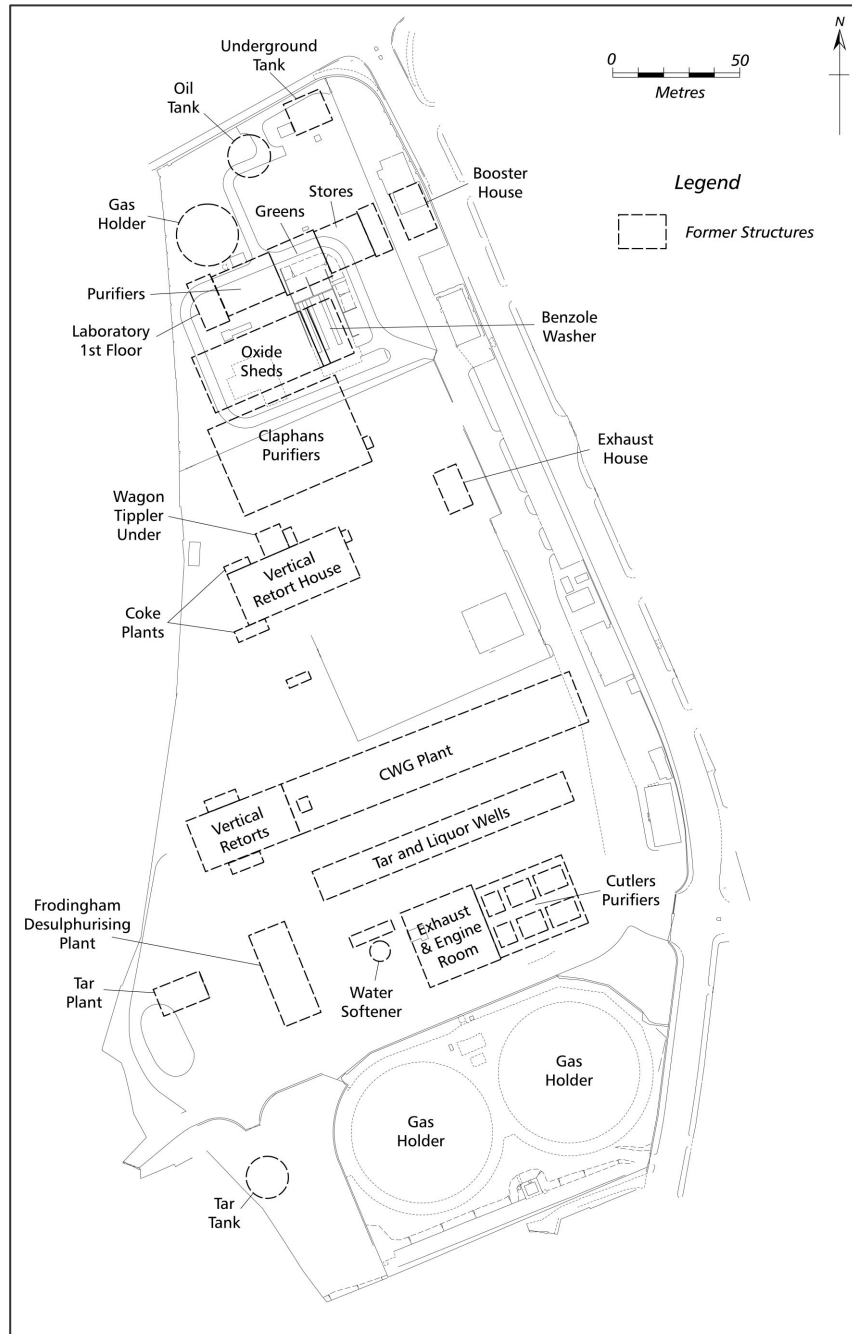 Underground
Tank
Oil
Tank
N
0
50
Metres
Booster
House
Legend
Former Structures
Stores
Greens
Gas
Holder
Purifiers
Laboratory
1st Floor
Benzole
Washer
Oxide
Sheds
Claphans
Purifiers
Exhaust
House
Wagon
Tippler
Under
Vertical
Retort House
Coke
Plants
CWG Plant
Vertical
Retorts
Tar and Liquor Wells
Frodingham
Desulphurising
Plant
Cutlers
Purifiers
Exhaust
& Engine
Room
Tar
Plant
Water
Softener
Gas
Holder
Gas
Holder
Tar
Tank